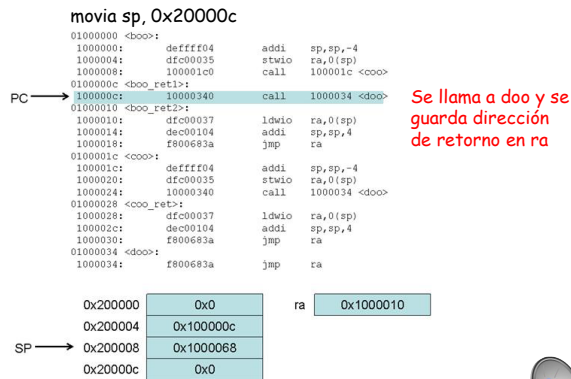 movia sp, 0x20000c
01000000 <boo>:
1000000: deffff04 addi sp,sp,-4
1000004: dfc00035 stwio ra,0(sp)
1000008: 100001c0 call 100001c <coo>
0100000c <boo_ret1>:
PC 100000c: 10000340 call 1000034 <doo>
01000010 <boo_ret2>:
1000010: dfc00037 ldwio ra,0(sp)
1000014: dec00104 addi sp,sp,4
1000018: f800683a jmp ra
0100001c <coo>:
100001c: deffff04 addi sp,sp,-4
1000020: dfc00035 stwio ra,0(sp)
1000024: 10000340 call 1000034 <doo>
01000028 <coo_ret>:
1000028: dfc00037 ldwio ra,0(sp)
100002c: dec00104 addi sp,sp,4
1000030: f800683a jmp ra
01000034 <doo>:
1000034: f800683a jmp ra
Se llama a doo y se
guarda dirección
de retorno en ra
0x200000 0x0
0x200004 0x100000c
SP 0x200008 0x1000068
0x20000c 0x0
ra 0x1000010